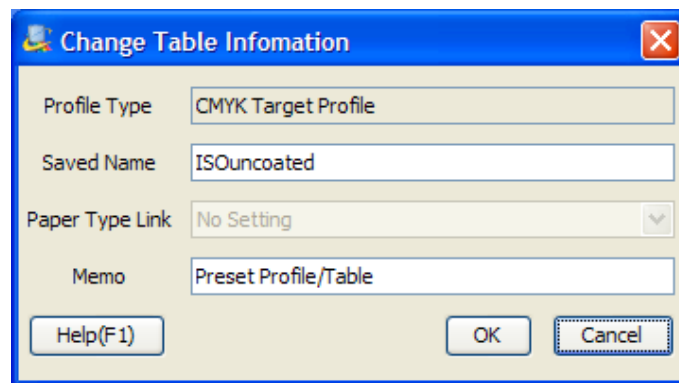 Change Table Infomation
Profile Type CMYK Target Profile
Saved Name ISOuncoated
Paper Type Link No Setting
Memo Preset Profile/Table
Help(F1) OK Cancel